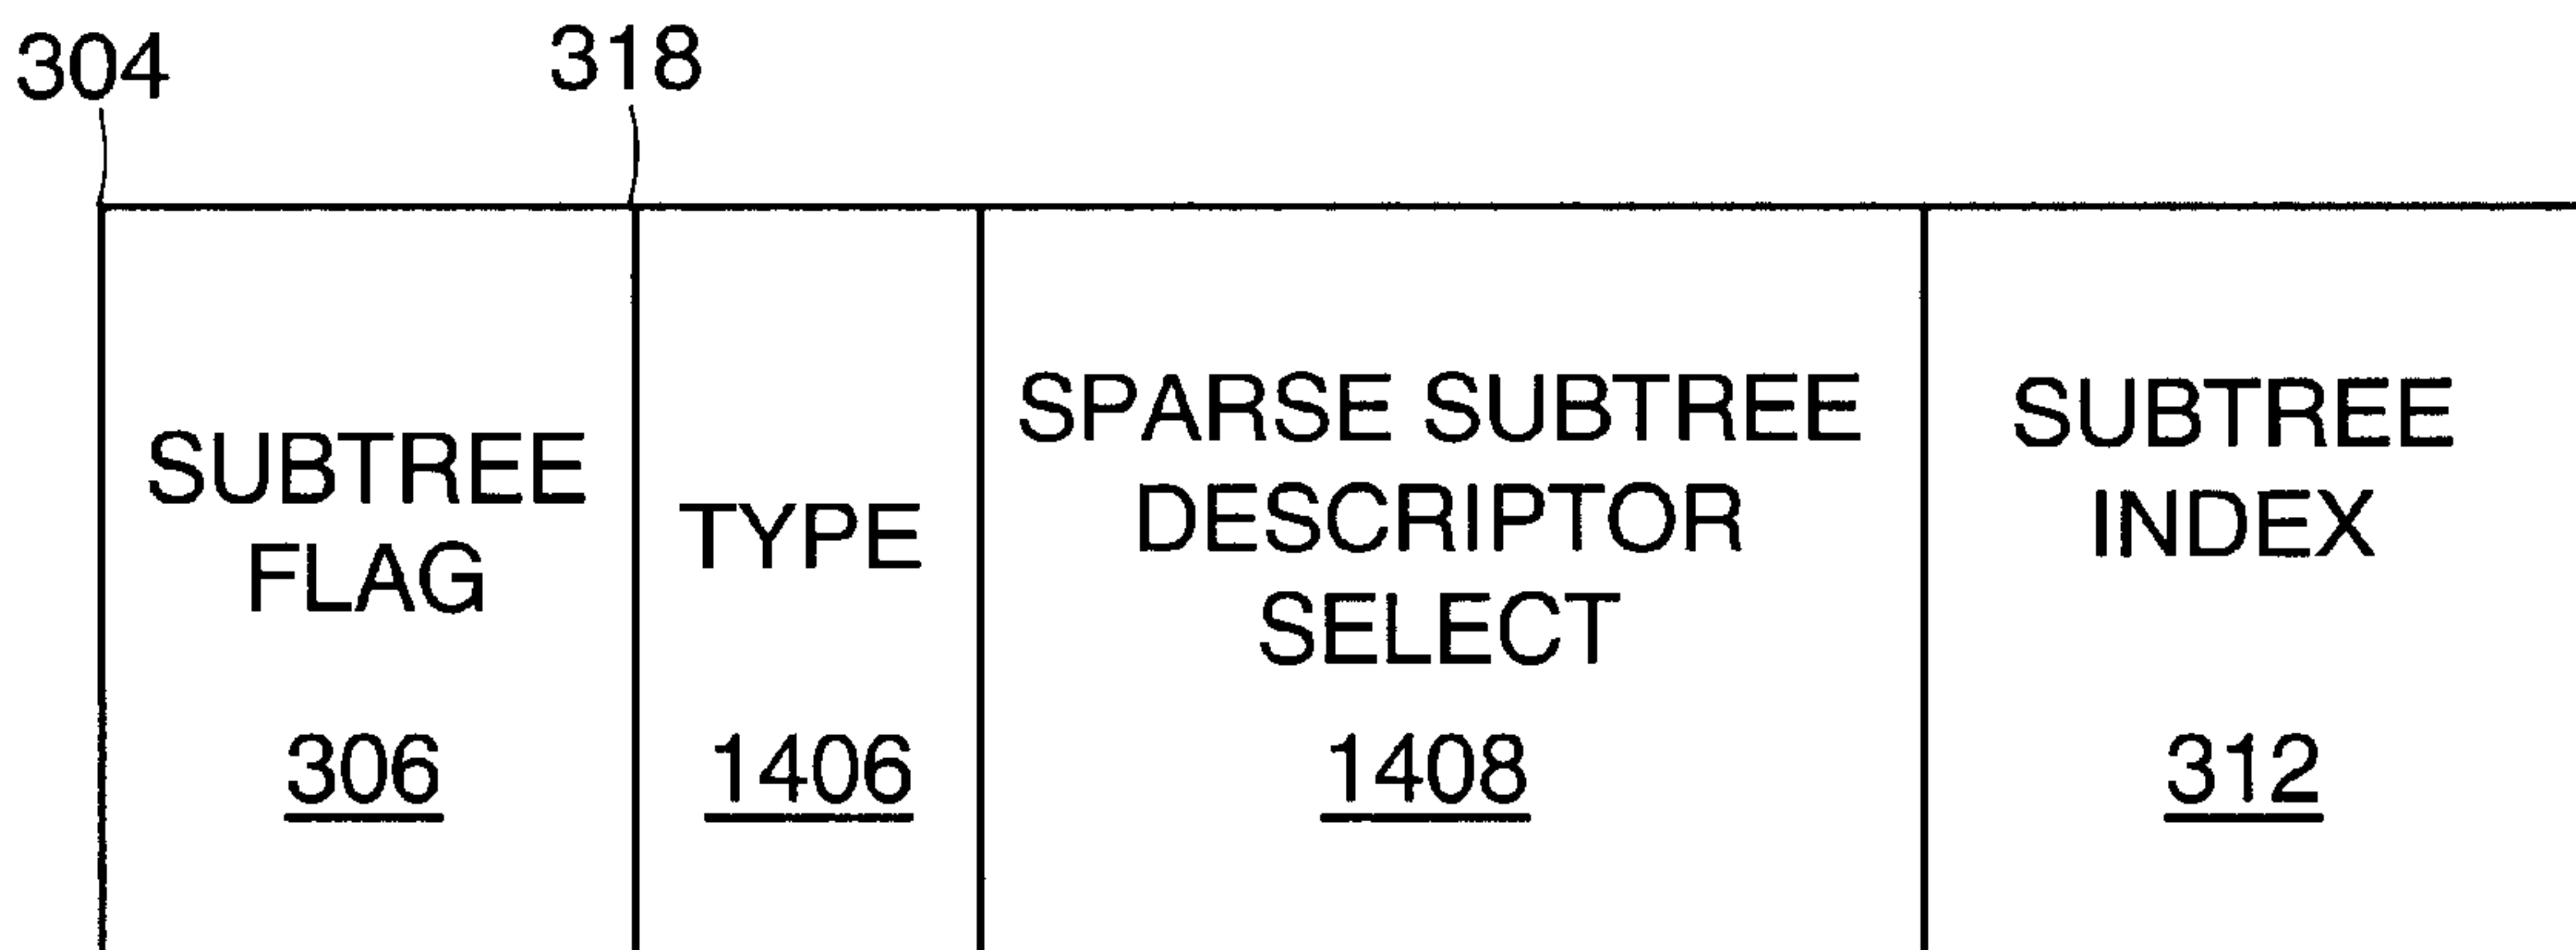 304 318
SUBTREE
FLAG
306
TYPE
1406
SPARSE SUBTREE
DESCRIPTOR
SELECT
1408
SUBTREE
INDEX
312